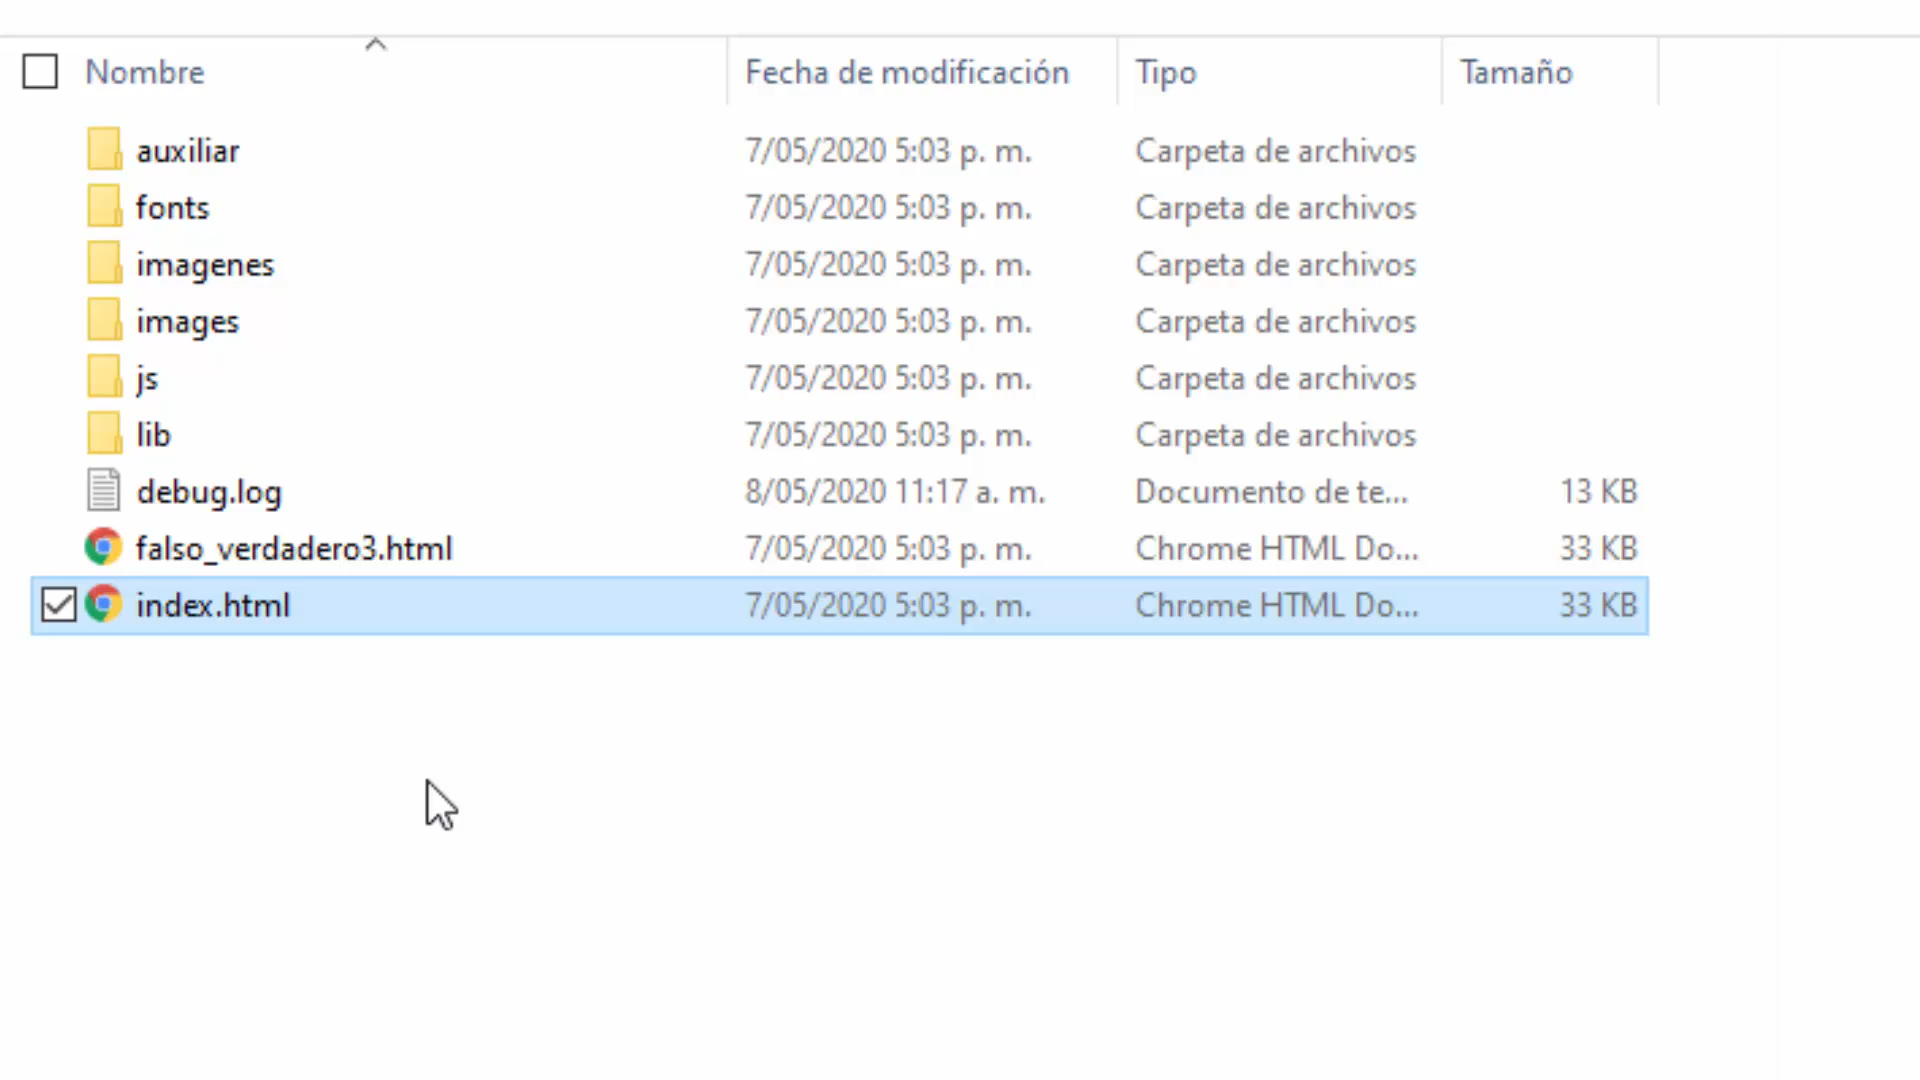 Nombre Fecha de modificación Tipo Tamaño
auxiliar 7/05/2020 5:03 p. m. Carpeta de archivos
fonts 7/05/2020 5:03 p. m. Carpeta de archivos
imagenes 7/05/2020 5:03 p. m. Carpeta de archivos
images 7/05/2020 5:03 p. m. Carpeta de archivos
js 7/05/2020 5:03 p. m. Carpeta de archivos
lib 7/05/2020 5:03 p. m. Carpeta de archivos
debug.log 8/05/2020 11:17 a. m. Documento de te... 13 KB
falso_verdadero3.html 7/05/2020 5:03 p. m. Chrome HTML Do... 33 KB
index.html 7/05/2020 5:03 p. m. Chrome HTML Do... 33 KB